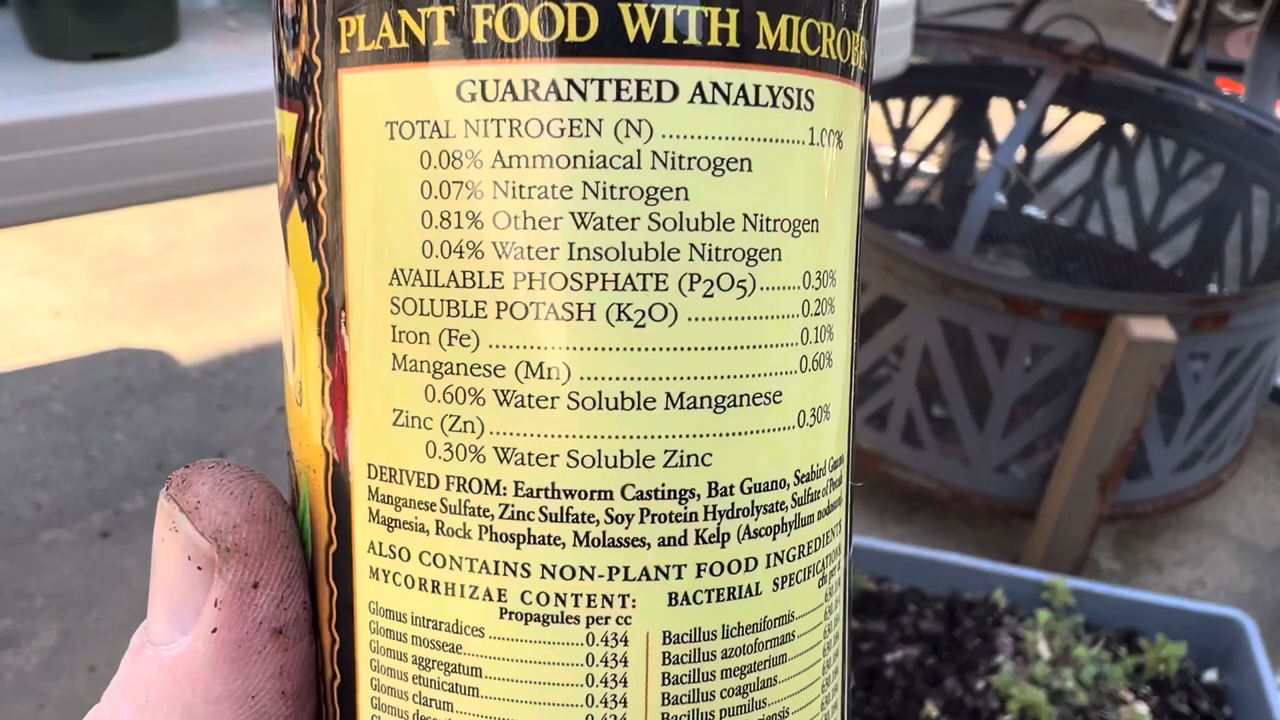 PLANT FOOD WITH MICROBE
GUARANTEED ANALYSIS
TOTAL NITROGEN (N) ........................1.00%
0.08% Ammoniacal Nitrogen
0.07% Nitrate Nitrogen
0.81% Other Water Soluble Nitrogen
0.04% Water Insoluble Nitrogen
AVAILABLE PHOSPHATE (P2O5)........0.30%
SOLUBLE POTASH (K2O) ....................0.20%
Iron (Fe) ......................................................0.10%
Manganese (Mn) ......................................0.60%
0.60% Water Soluble Manganese
Zinc (Zn)......................................................0.30%
0.30% Water Soluble Zinc
DERIVED FROM: Earthworm Castings, Bat Guano, Seabird Guano,
Manganese Sulfate, Zinc Sulfate, Soy Protein Hydrolysate, Sulfate of Potash
Magnesia, Rock Phosphate, Molasses, and Kelp (Ascophyllum
ALSO CONTAINS NON-PLANT FOOD INGREDIENTS
MYCORRHIZAE CONTENT:
Propagules per cc
Glomus intraradices ..................0.434
Glomus mosseae......................0.434
Glomus aggregatum.................0.434
Glomus etunicatum..................0.434
Glomus clarum........................0.434
Glomus
BACTERIAL
Bacillus licheniformis
Bacillus azotoformans
Bacillus megaterium
Bacillus coagulans
Bacillus pumilus